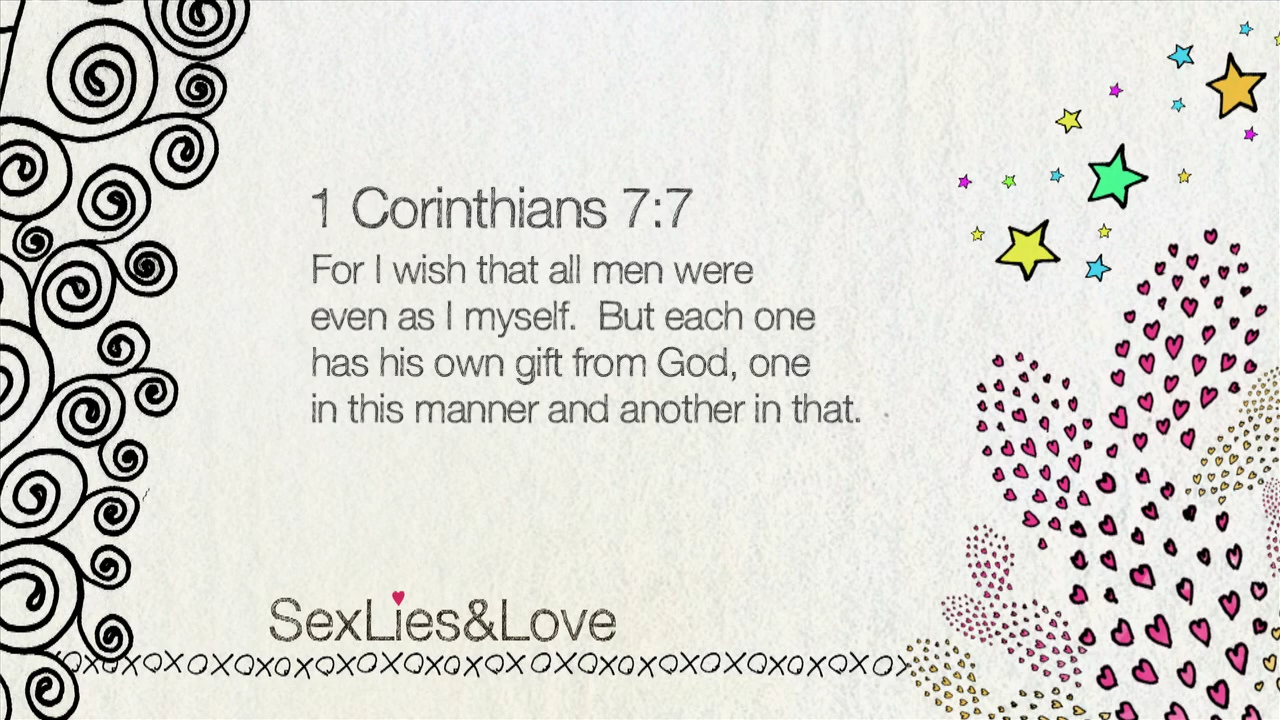 1 Corinthians 7:7
For I wish that all men were
even as I myself.  But each one
has his own gift from God, one
in this manner and another in that.
SexLies&Love
OXOXOXOXOXOXOXOXOXOXOXOXOXOXOXOXOXOXOX